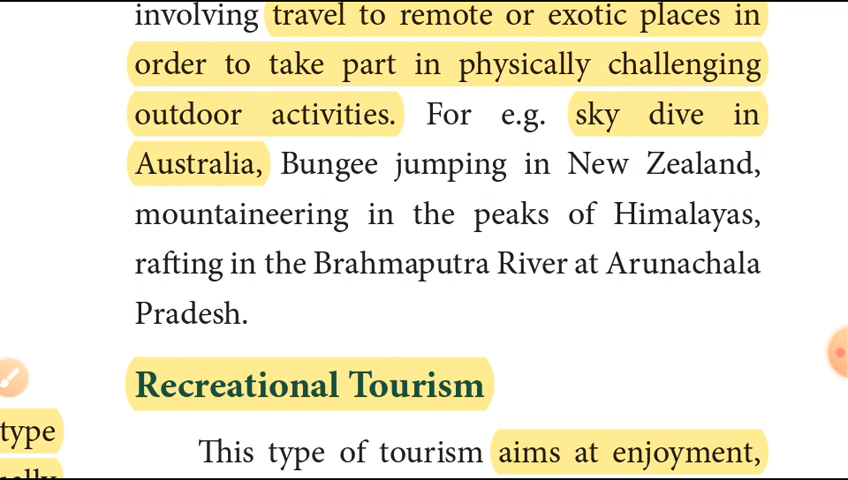 involving travel to remote or exotic places in
order to take part in physically challenging
outdoor activities. For e.g. sky dive in
Australia, Bungee jumping in New Zealand,
mountaineering in the peaks of Himalayas,
rafting in the Brahmaputra River at Arunachala
Pradesh.
Recreational Tourism
type
This type of tourism aims at enjoyment,